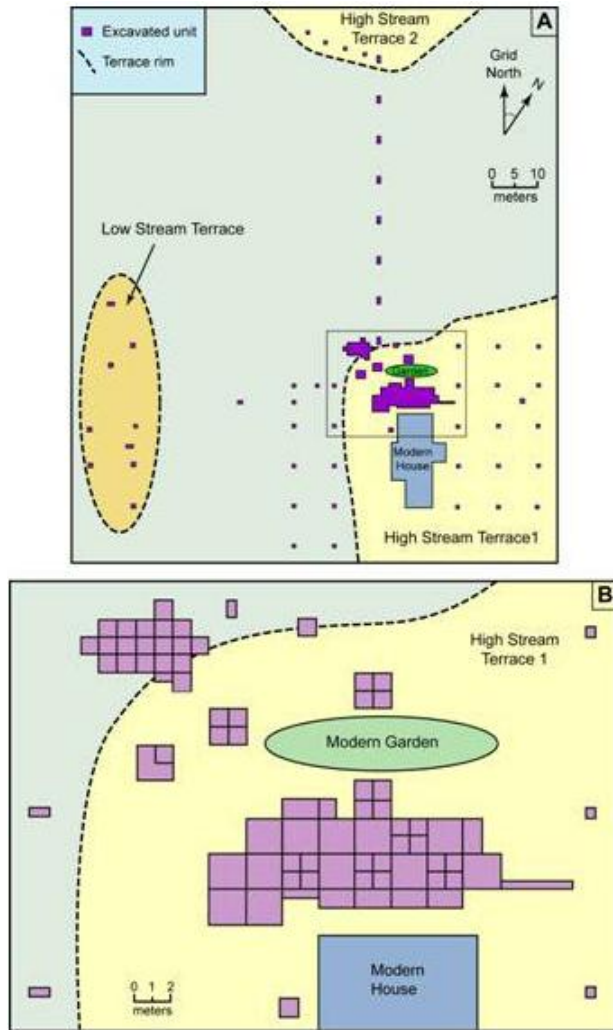 Excavated unit
Terrace rim
High Stream
Terrace 2
A
Grid
North
N
0 5 10
meters
Low Stream Terrace
Garden
Modern
House
High Stream Terrace1
B
High Stream
Terrace 1
Modern Garden
0 1 2
meters
Modern
House